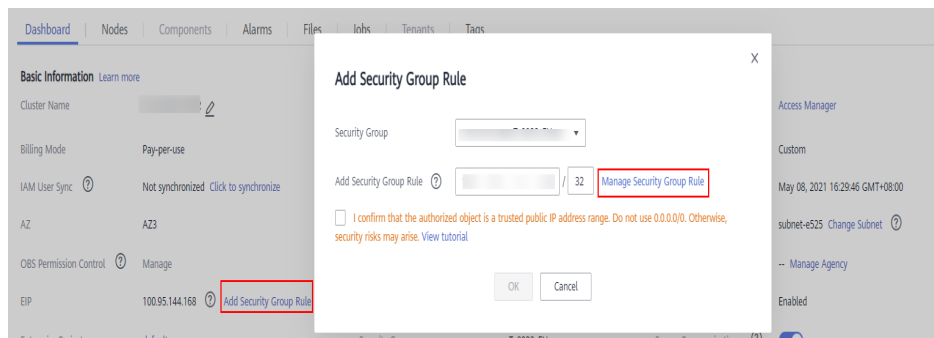 Dashboard Nodes Components Alarms Files Jobs Tenants Tags
X
Add Security Group Rule
Basic Information Learn more
Cluster Name
Access Manager
Security Group
Billing Mode Pay-per-use
Custom
Add Security Group Rule ? / 32 Manage Security Group Rule
IAM User Sync ? Not synchronized Click to synchronize
May 08, 2021 16:29:46 GMT+08:00
I confirm that the authorized object is a trusted public IP address range. Do not use 0.0.0.0/0. Otherwise,
security risks may arise. View tutorial
AZ AZ3
subnet-e525 Change Subnet ?
OBS Permission Control ? Manage
-- Manage Agency
OK Cancel
EIP 100.95.144.168 ? Add Security Group Rule
Enabled